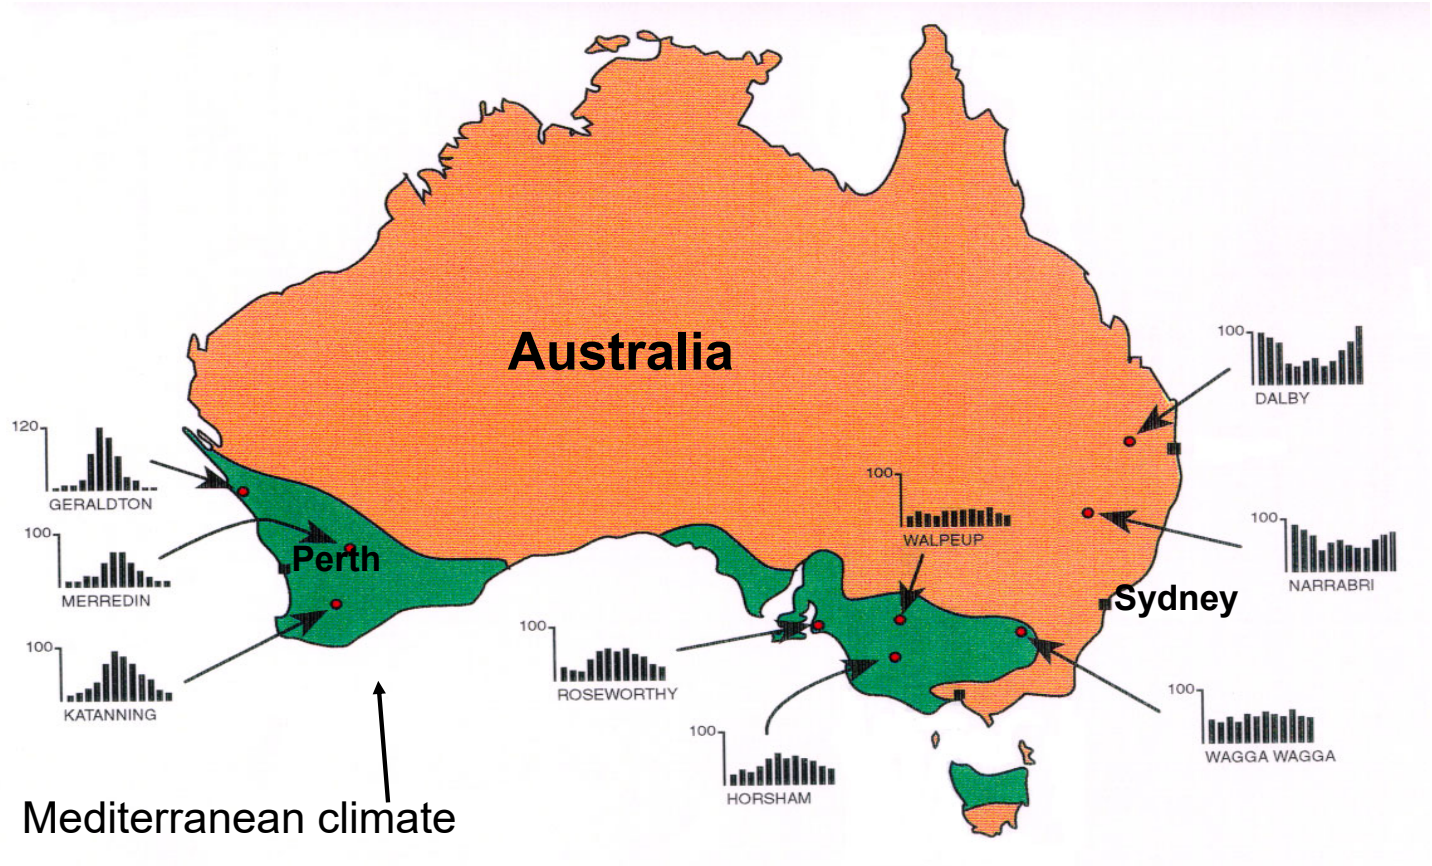 Australia
100
DALBY
120
GERALDTON
100
WALPEUP
100
NARRABRI
100
MERREDIN
Perth
Sydney
100
ROSEWORTHY
100
KATANNING
100
WAGGA WAGGA
100
HORSHAM
Mediterranean climate